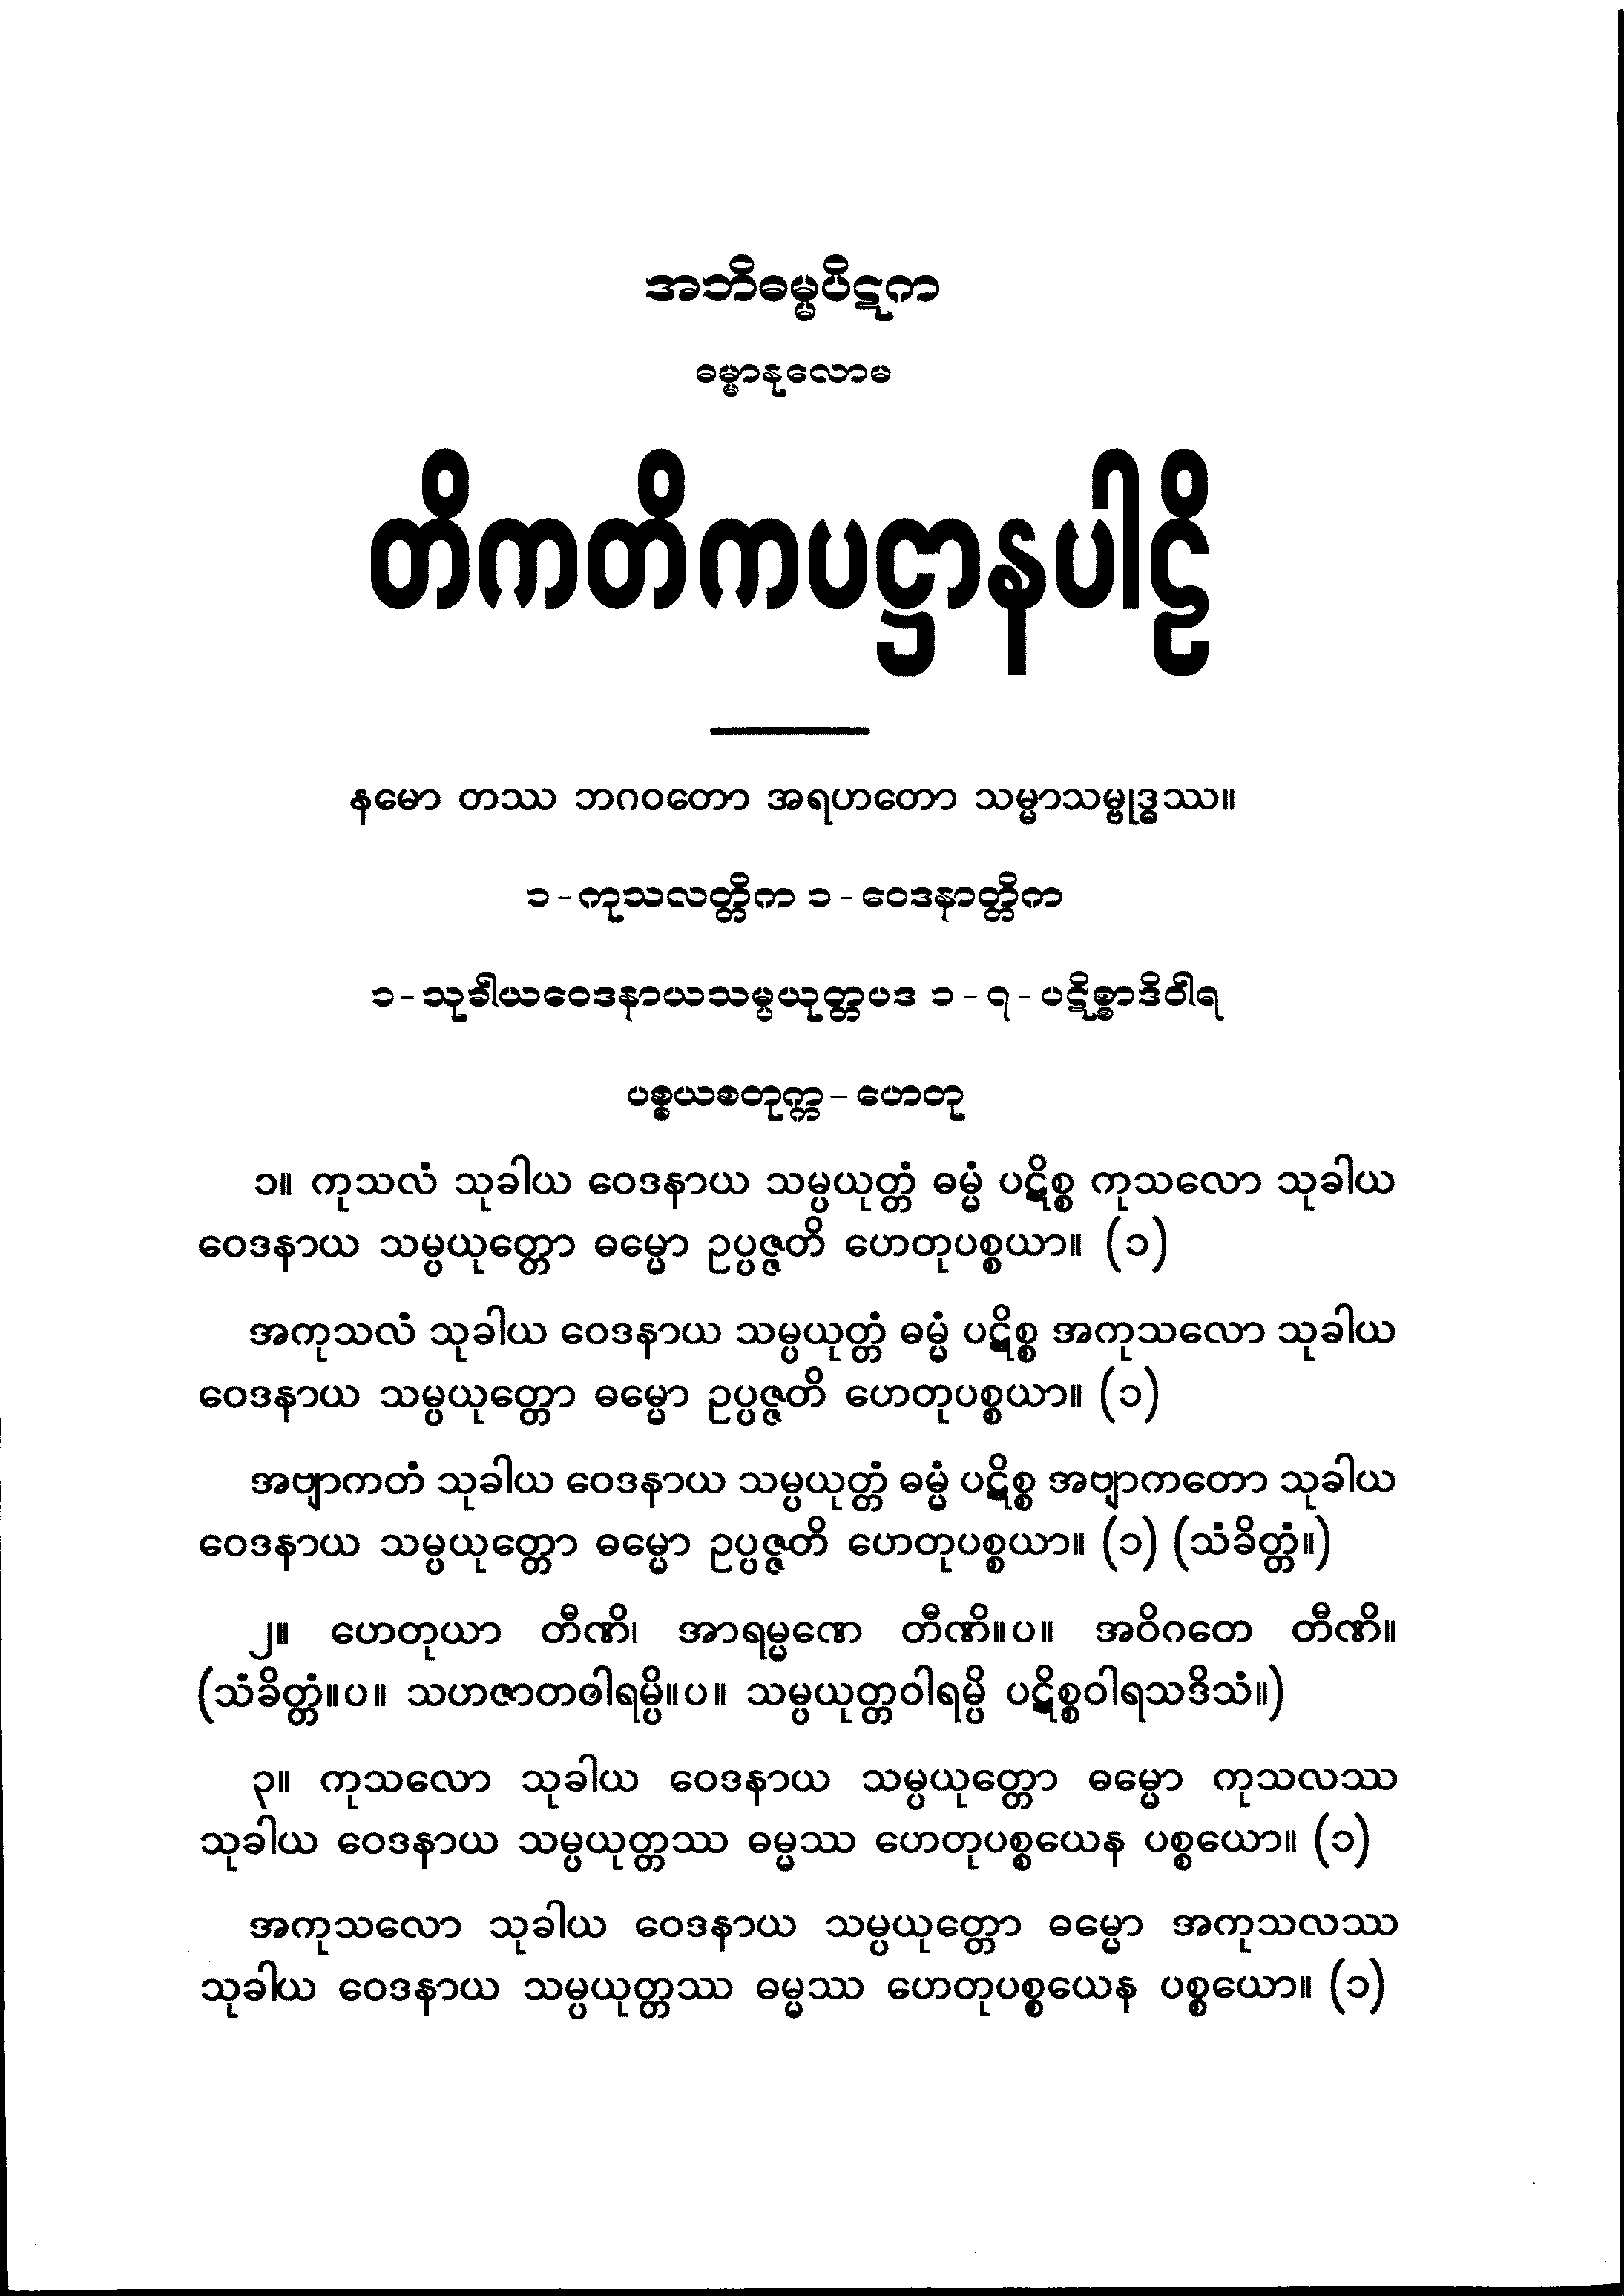 အဘိဓမ္မပိဋက
ဓမ္မာနုလောမ
တိကတိကပဋ္ဌာနပါဠိ
နမော တဿ ဘဂဝတော အရဟတော သမ္မာသမ္ဗုဒ္ဓဿ။
၁-ကုသလတ္တိက ၁-ဝေဒနာတ္တိက
၁-သုခါယဝေဒနာယသမ္ပယုတ္တပဒ ၁-၇-ပဋိစ္စာဒိဝါရ
ပစ္စယစတုက္က-ဟေတု
၁။ ကုသလံ သုခါယ ဝေဒနာယ သမ္ပယုတ္တံ ဓမ္မံ ပဋိစ္စ ကုသလော သုခါယ
ဝေဒနာယ သမ္ပယုတ္တော ဓမ္မော ဥပ္ပဇ္ဇတိ ဟေတုပစ္စယာ။ (၁)
အကုသလံ သုခါယ ဝေဒနာယ သမ္ပယုတ္တံ ဓမ္မံ ပဋိစ္စ အကုသလော သုခါယ
ဝေဒနာယ သမ္ပယုတ္တော ဓမ္မော ဥပ္ပဇ္ဇတိ ဟေတုပစ္စယာ။ (၁)
အဗျာကတံ သုခါယ ဝေဒနာယ သမ္ပယုတ္တံ ဓမ္မံ ပဋိစ္စ အဗျာကတော သုခါယ
ဝေဒနာယ သမ္ပယုတ္တော ဓမ္မော ဥပ္ပဇ္ဇတိ ဟေတုပစ္စယာ။ (၁) (သံခိတ္တံ။)
၂။ ဟေတုယာ တီဏိ၊ အာရမ္မဏေ တီဏိ။ပ။ အဝိဂတေ တီဏိ။
(သံခိတ္တံ။ပ။ သဟဇာတဝါရမ္ပိ။ပ။ သမ္ပယုတ္တဝါရမ္ပိ ပဋိစ္စဝါရသဒိသံ။)
၃။ ကုသလော သုခါယ ဝေဒနာယ သမ္ပယုတ္တော ဓမ္မော ကုသလဿ
သုခါယ ဝေဒနာယ သမ္ပယုတ္တဿ ဓမ္မဿ ဟေတုပစ္စယေန ပစ္စယော။ (၁)
အကုသလော သုခါယ ဝေဒနာယ သမ္ပယုတ္တော ဓမ္မော အကုသလဿ
သုခါယ ဝေဒနာယ သမ္ပယုတ္တဿ ဓမ္မဿ ဟေတုပစ္စယေန ပစ္စယော။ (၁)